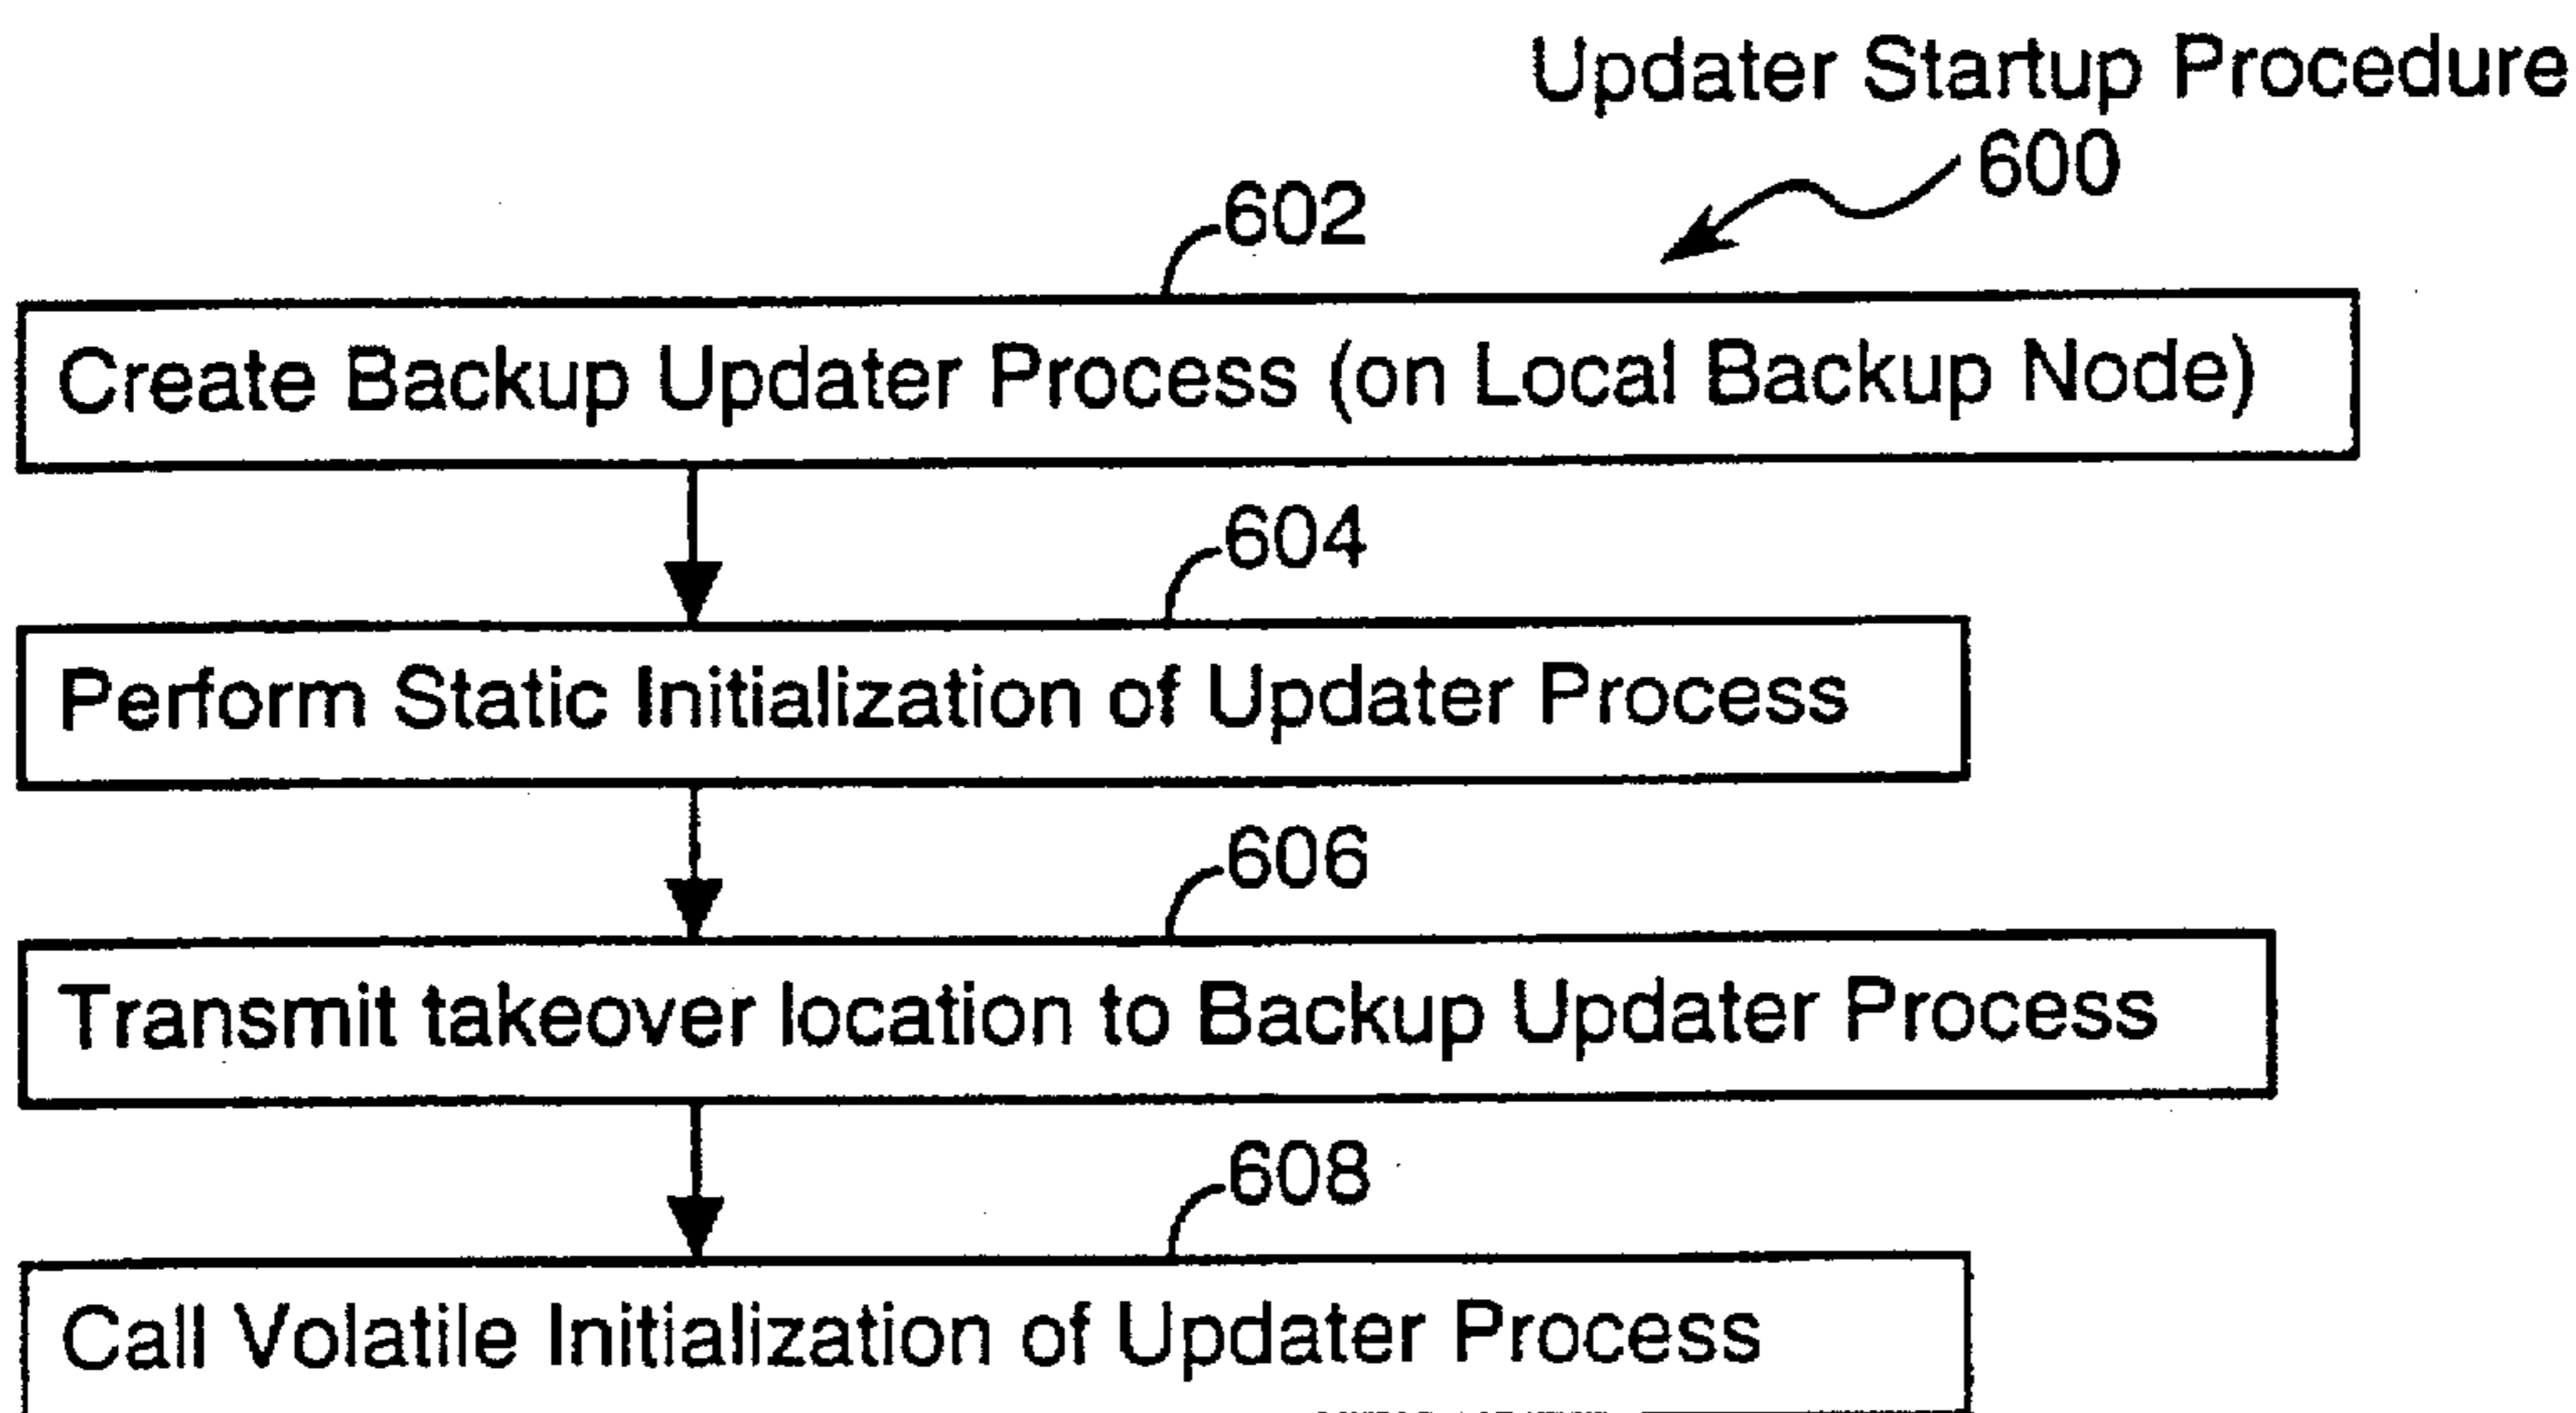 Updater Startup Procedure
600
602
Create Backup Updater Process (on Local Backup Node)
604
Perform Static Initialization of Updater Process
606
Transmit takeover location to Backup Updater Process
608
Call Volatile Initialization of Updater Process